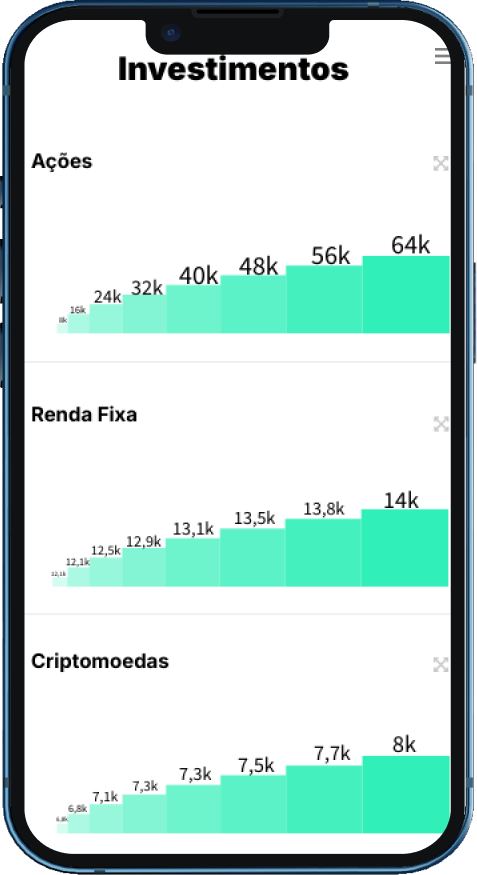 Investimentos
Ações
8k 16k 24k 32k 40k 48k 56k 64k
Renda Fixa
12,1k 12,1k 12,5k 12,9k 13,1k 13,5k 13,8k 14k
Criptomoedas
6,8k 6,8k 7,1k 7,3k 7,3k 7,5k 7,7k 8k